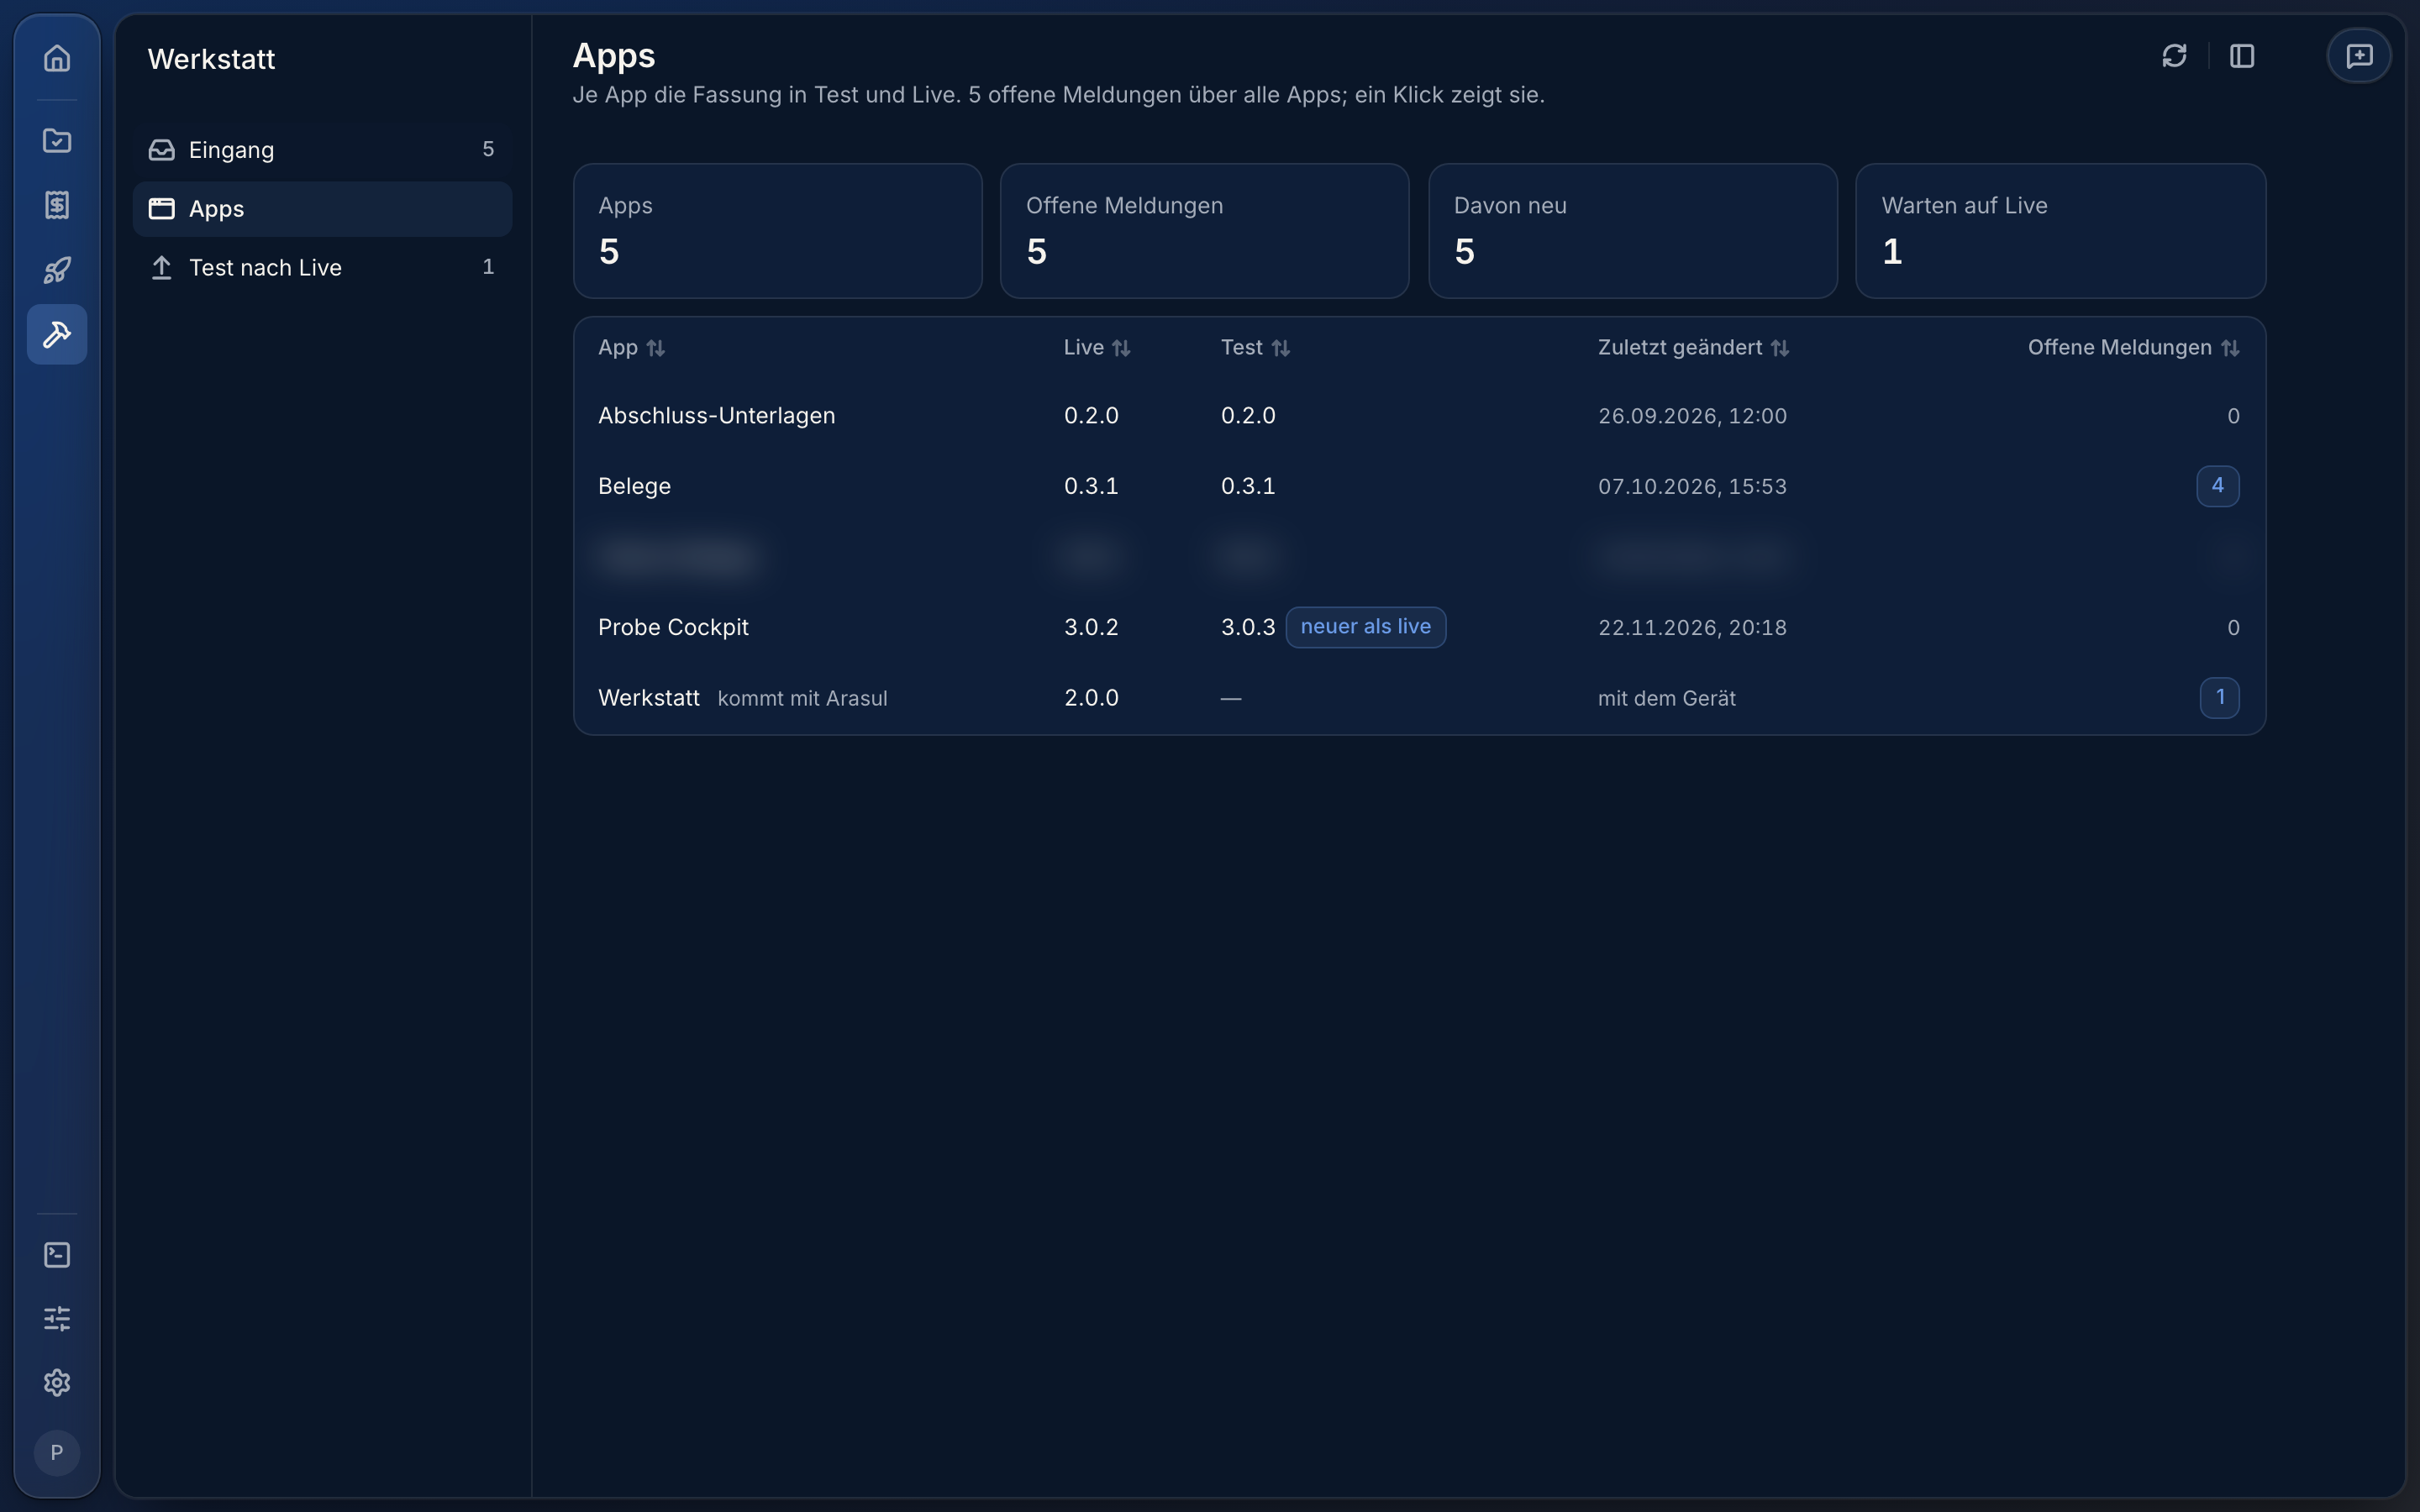 Werkstatt
Eingang 5
Apps
Test nach Live 1
Apps
Je App die Fassung in Test und Live. 5 offene Meldungen über alle Apps; ein Klick zeigt sie.
Apps
5
Offene Meldungen
5
Davon neu
5
Warten auf Live
1
App Live Test Zuletzt geändert Offene Meldungen
Abschluss-Unterlagen 0.2.0 0.2.0 26.09.2026, 12:00 0
Belege 0.3.1 0.3.1 07.10.2026, 15:53 4
Probe Cockpit 3.0.2 3.0.3 neuer als live 22.11.2026, 20:18 0
Werkstatt kommt mit Arasul 2.0.0 — mit dem Gerät 1
P